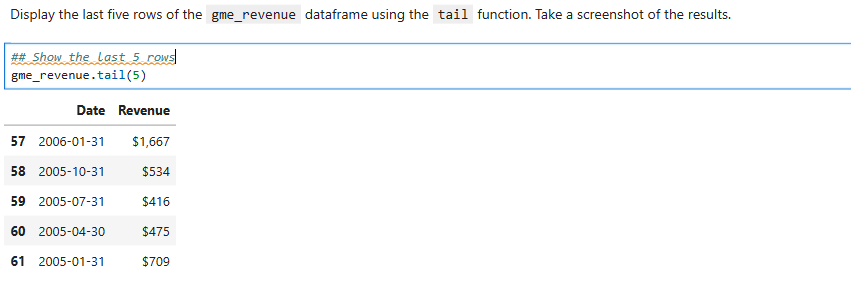 Display the last five rows of the gme_revenue dataframe using the tail function. Take a screenshot of the results.
## Show the last 5 rows
gme_revenue.tail(5)
Date Revenue
57 2006-01-31 $1,667
58 2005-10-31 $534
59 2005-07-31 $416
60 2005-04-30 $475
61 2005-01-31 $709